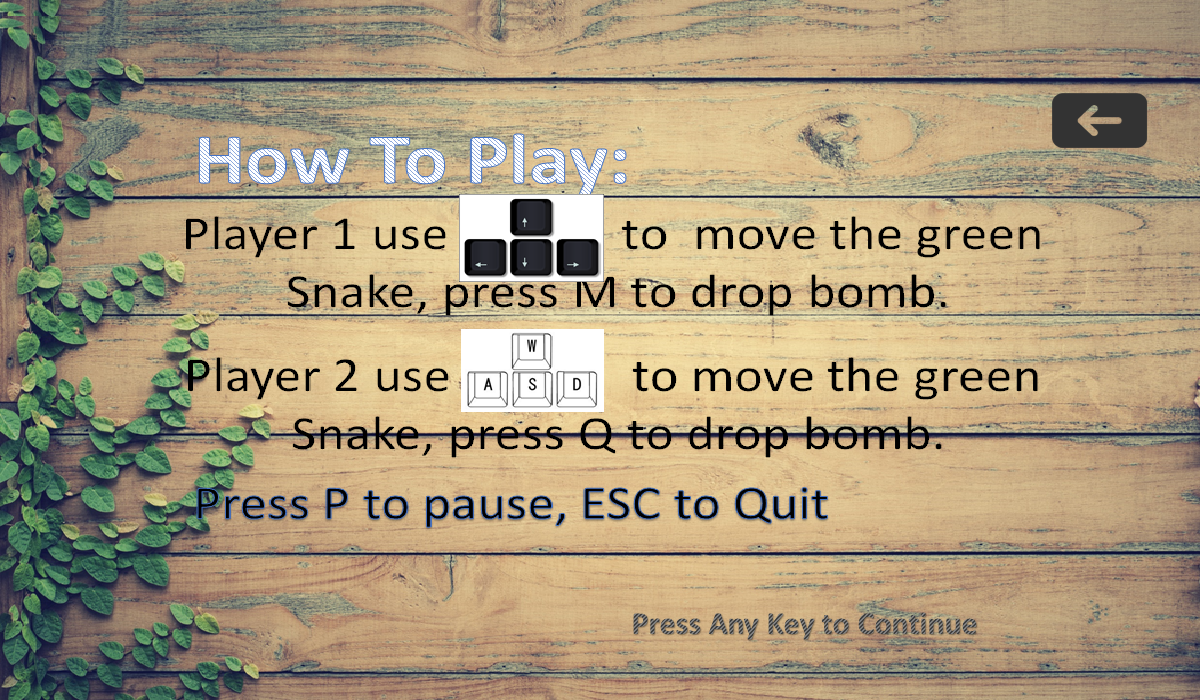 How To Play:
Player 1 use ↑ ← ↓ → to move the green
Snake, press M to drop bomb.
Player 2 use W A S D to move the green
Snake, press Q to drop bomb.
Press P to pause, ESC to Quit
Press Any Key to Continue